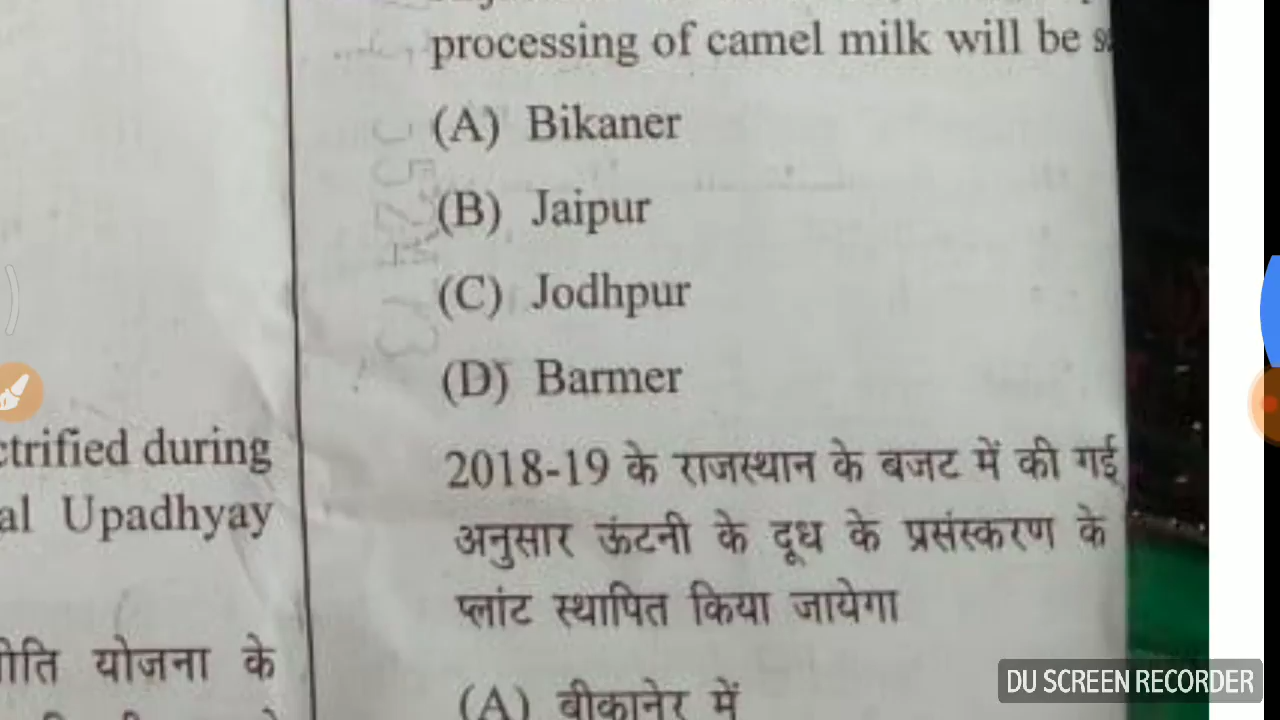 processing of camel milk will be
(A) Bikaner
(B) Jaipur
(C) Jodhpur
(D) Barmer
2018-19 के राजस्थान के बजट में की गई
अनुसार ऊंटनी के दूध के प्रसंस्करण के
प्लांट स्थापित किया जायेगा
(A) बीकानेर में
ctrified during
al Upadhyay
योजना के
DU SCREEN RECORDER